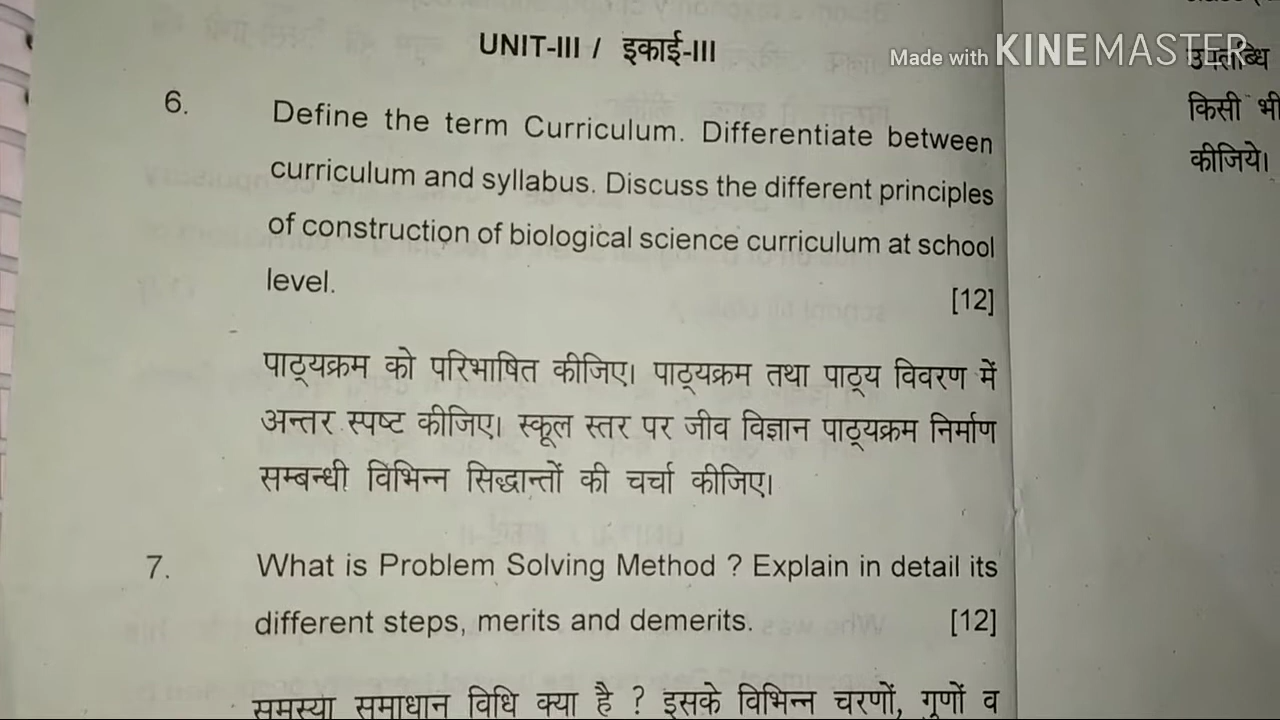 UNIT-III / इकाई-III
Made with KINEMASTER
6.
Define the term Curriculum. Differentiate between
curriculum and syllabus. Discuss the different principles
of construction of biological science curriculum at school
level. [12]
पाठ्यक्रम को परिभाषित कीजिए। पाठ्यक्रम तथा पाठ्य विवरण में
अन्तर स्पष्ट कीजिए। स्कूल स्तर पर जीव विज्ञान पाठ्यक्रम निर्माण
सम्बन्धी विभिन्न सिद्धान्तों की चर्चा कीजिए।
7. What is Problem Solving Method ? Explain in detail its
different steps, merits and demerits. [12]
समस्या समाधान विधि क्या है ? इसके विभिन्न चरणों, गुणों व
उपलब्धि
किसी भी
कीजिये।